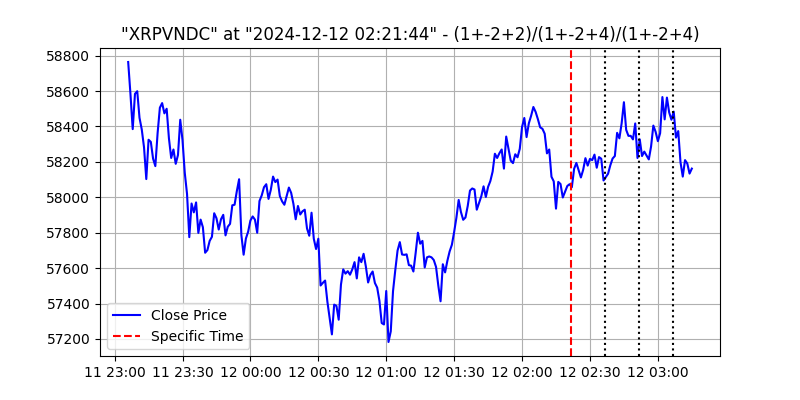 "XRPVNDC" at "2024-12-12 02:21:44" - (1+-2+2)/(1+-2+4)/(1+-2+4)
58800
58600
58400
58200
58000
57800
57600
57400
57200
Close Price
Specific Time
11 23:00 11 23:30 12 00:00 12 00:30 12 01:00 12 01:30 12 02:00 12 02:30 12 03:00